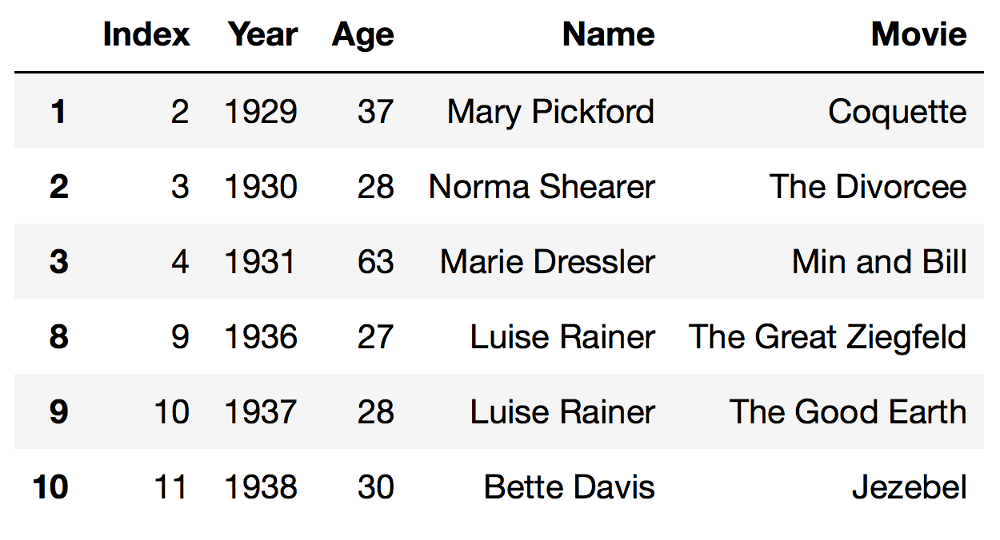 Index Year Age Name Movie
1 2 1929 37 Mary Pickford Coquette
2 3 1930 28 Norma Shearer The Divorcee
3 4 1931 63 Marie Dressler Min and Bill
8 9 1936 27 Luise Rainer The Great Ziegfeld
9 10 1937 28 Luise Rainer The Good Earth
10 11 1938 30 Bette Davis Jezebel